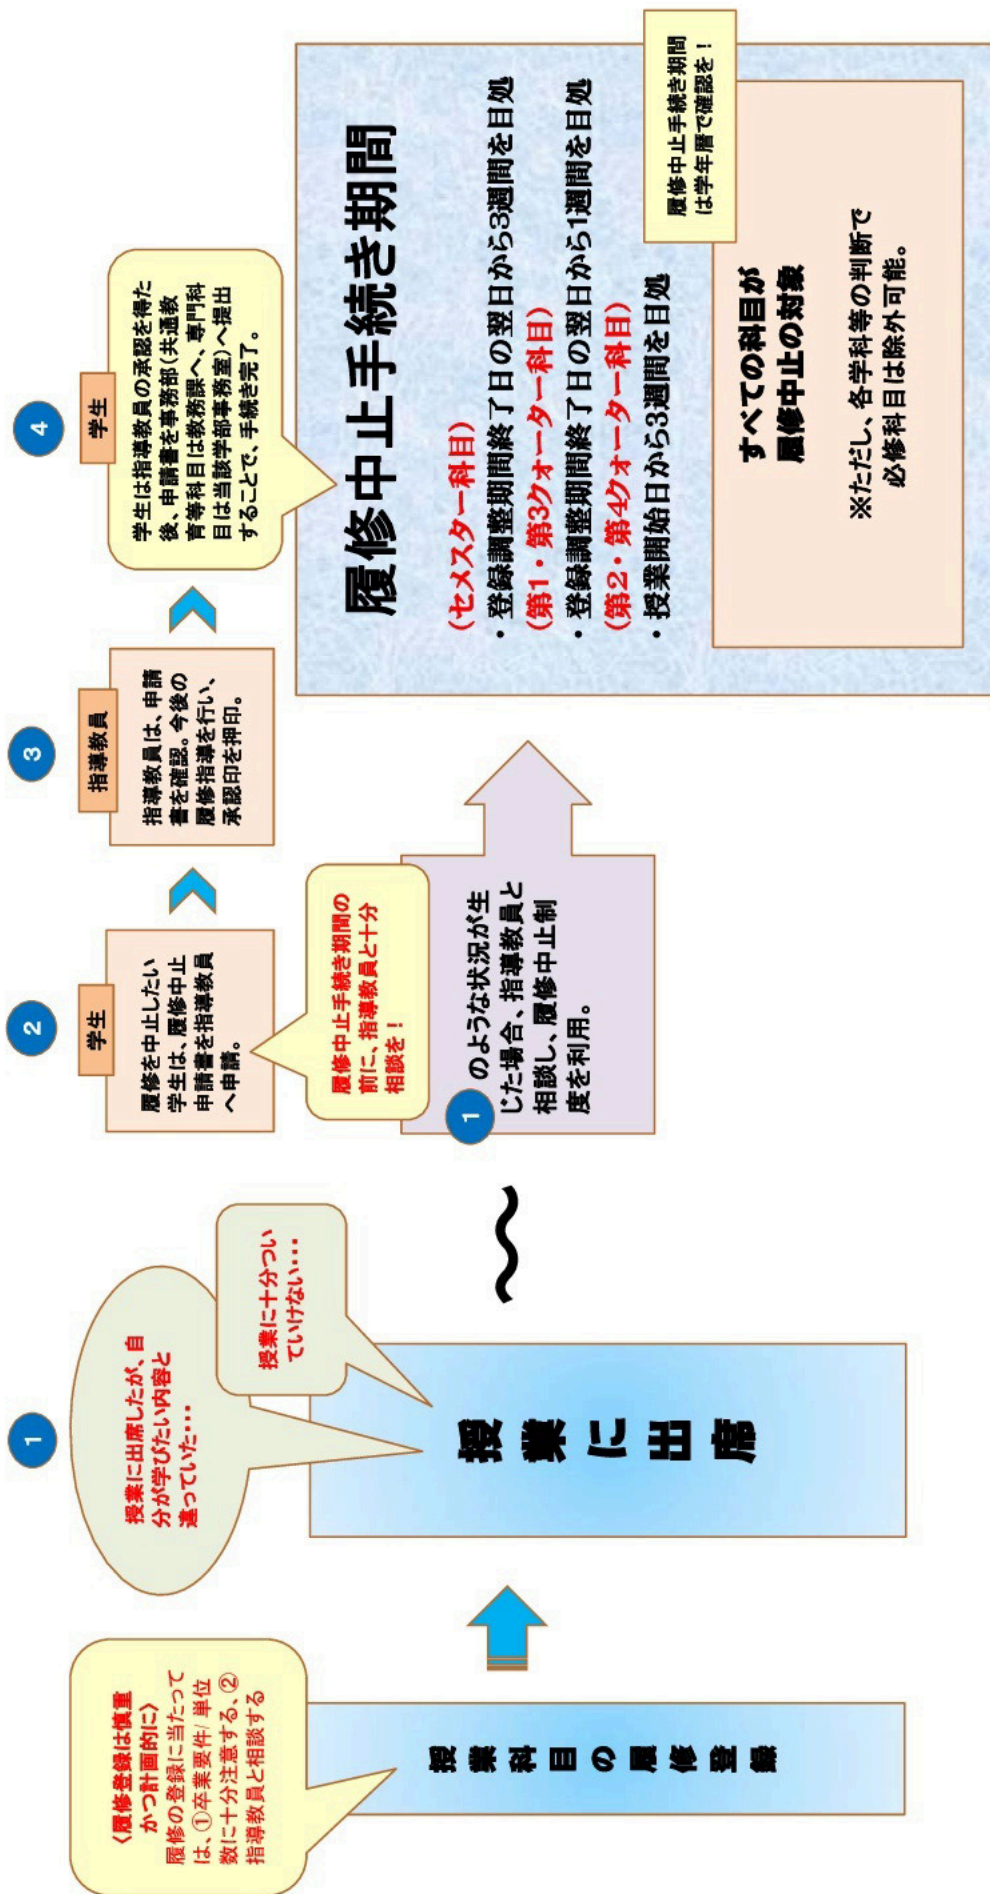 〈履修登録は慎重
かつ計画的に〉
履修の登録に当たって
は、①卒業要件/単位
数に十分注意する、②
指導教員と相談する
授業科目の履修登録
1
授業に出席したが、自
分が学びたい内容と
違っていた・・・
授業に十分つい
ていけない・・・
授業に出席
～
2
学生
履修を中止したい
学生は、履修中止
申請書を指導教員
へ申請。
履修中止手続き期間の
前に、指導教員と十分
相談を！
1
のような状況が生
じた場合、指導教員と
相談し、履修中止制
度を利用。
3
指導教員
指導教員は、申請
書を確認。今後の
履修指導を行い、
承認印を押印。
4
学生
学生は指導教員の承認を得た
後、申請書を事務部（共通教
育等科目は教務課へ、専門科
目は当該学部事務室）へ提出
することで、手続き完了。
履修中止手続き期間
（セメスター科目）
・登録調整期間終了日の翌日から3週間を目処
（第1・第3クォーター科目）
・登録調整期間終了日の翌日から1週間を目処
（第2・第4クォーター科目）
・授業開始日から3週間を目処
履修中止手続き期間
は学年暦で確認を！
すべての科目が
履修中止の対象
※ただし、各学科等の判断で
必修科目は除外可能。